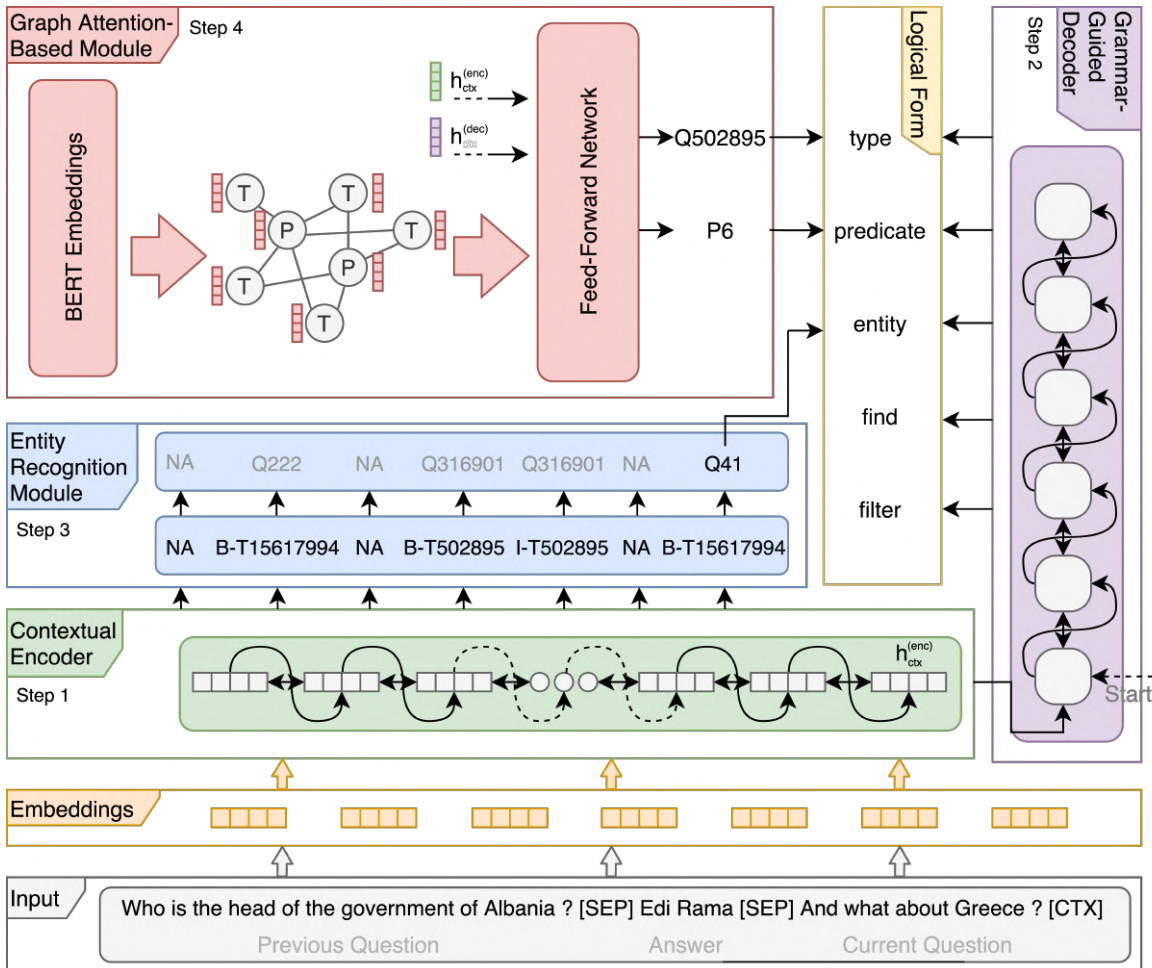 Graph Attention-
Based Module
Step 4
BERT Embeddings
T
T
P
T
P
T
T
h_ctx^(enc)
h_ctx^(dec)
Feed-Forward Network
Q502895
P6
Logical Form
type
predicate
entity
find
filter
Grammar-
Guided
Decoder
Step 2
Start
Entity
Recognition
Module
Step 3
NA Q222 NA Q316901 Q316901 NA Q41
NA B-T15617994 NA B-T502895 I-T502895 NA B-T15617994
Contextual
Encoder
Step 1
h_ctx^(enc)
Embeddings
Input
Who is the head of the government of Albania ? [SEP] Edi Rama [SEP] And what about Greece ? [CTX]
Previous Question Answer Current Question